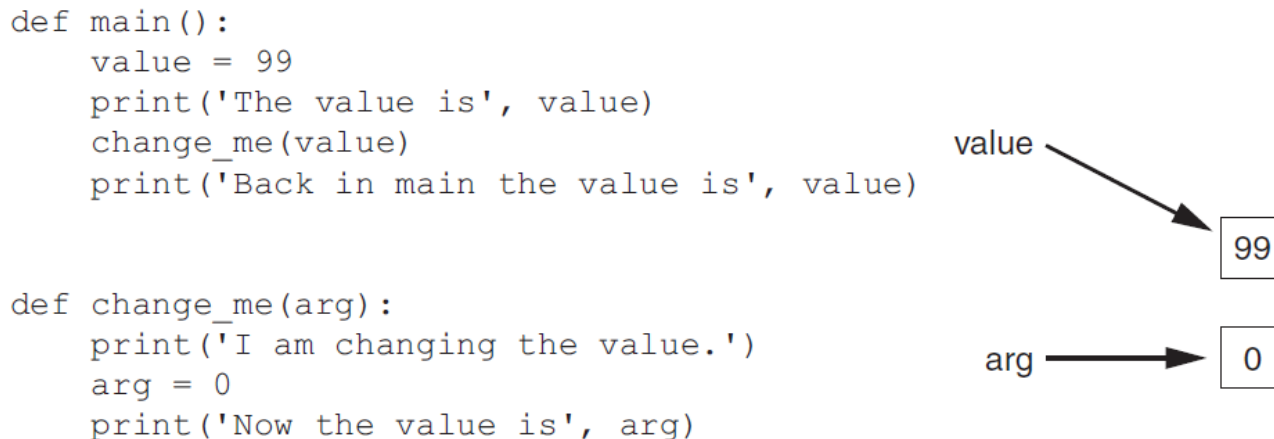 def main():
    value = 99
    print('The value is', value)
    change_me(value)
    print('Back in main the value is', value)
value
99
def change_me(arg):
    print('I am changing the value.')
    arg = 0
    print('Now the value is', arg)
arg
0